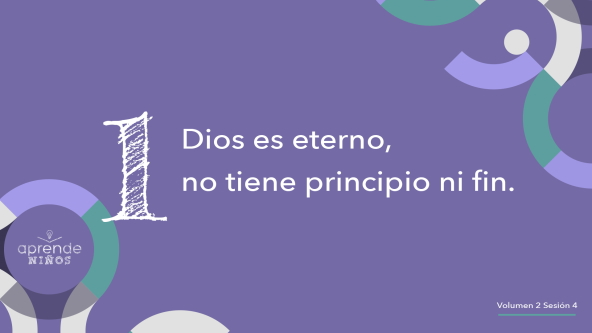 1
Dios es eterno,
no tiene principio ni fin.
aprende
NIÑOS
Volumen 2 Sesión 4